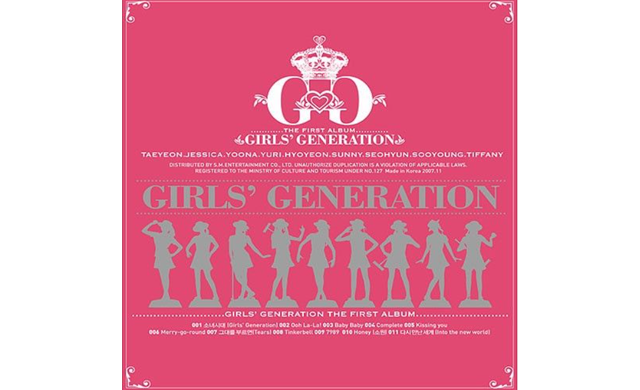 GG
THE FIRST ALBUM
GIRLS' GENERATION
TAEYEON.JESSICA.YOONA.YURI.HYOYEON.SUNNY.SEOHYUN.SOOYOUNG.TIFFANY
DISTRIBUTED BY S.M.ENTERTAINMENT CO., LTD. UNAUTHORIZE DUPLICATION IS A VIOLATION OF APPLICABLE LAWS.
REGISTERED TO THE MINISTRY OF CULTURE AND TOURISM UNDER NO.127 Made in Korea 2007.11
GIRLS' GENERATION
GIRLS' GENERATION THE FIRST ALBUM
001 소녀시대 (Girls' Generation) 002 Ooh La-La! 003 Baby Baby 004 Complete 005 Kissing you
006 Merry-go-round 007 그대를 부르면(Tears) 008 Tinkerbell 009 7989 010 Honey (소원) 011 다시 만난 세계 (Into the new world)